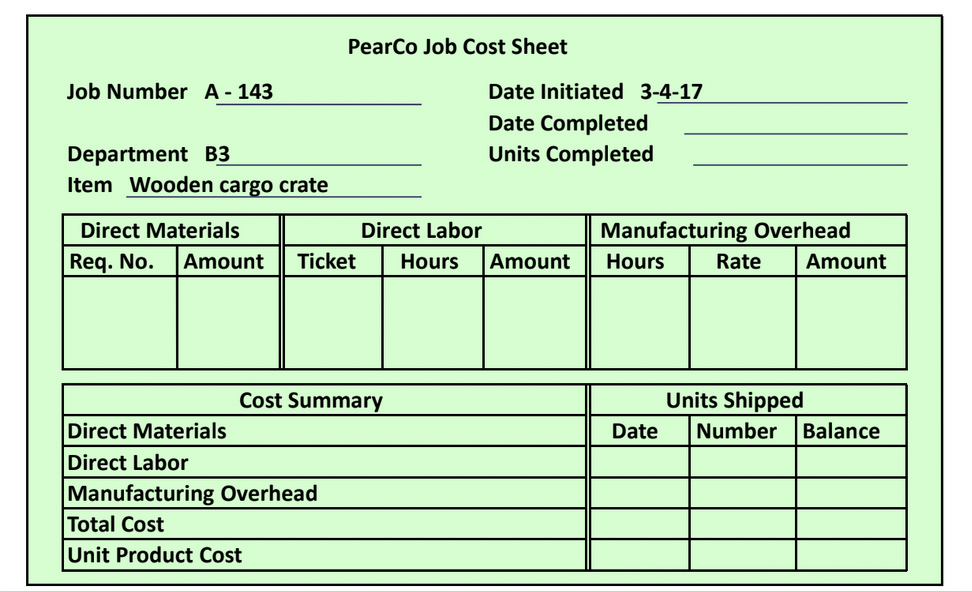 PearCo Job Cost Sheet
Job Number A - 143 Date Initiated 3-4-17
Date Completed
Department B3 Units Completed
Item Wooden cargo crate
Direct Materials Direct Labor Manufacturing Overhead
Req. No. Amount Ticket Hours Amount Hours Rate Amount
Cost Summary Units Shipped
Direct Materials Date Number Balance
Direct Labor
Manufacturing Overhead
Total Cost
Unit Product Cost